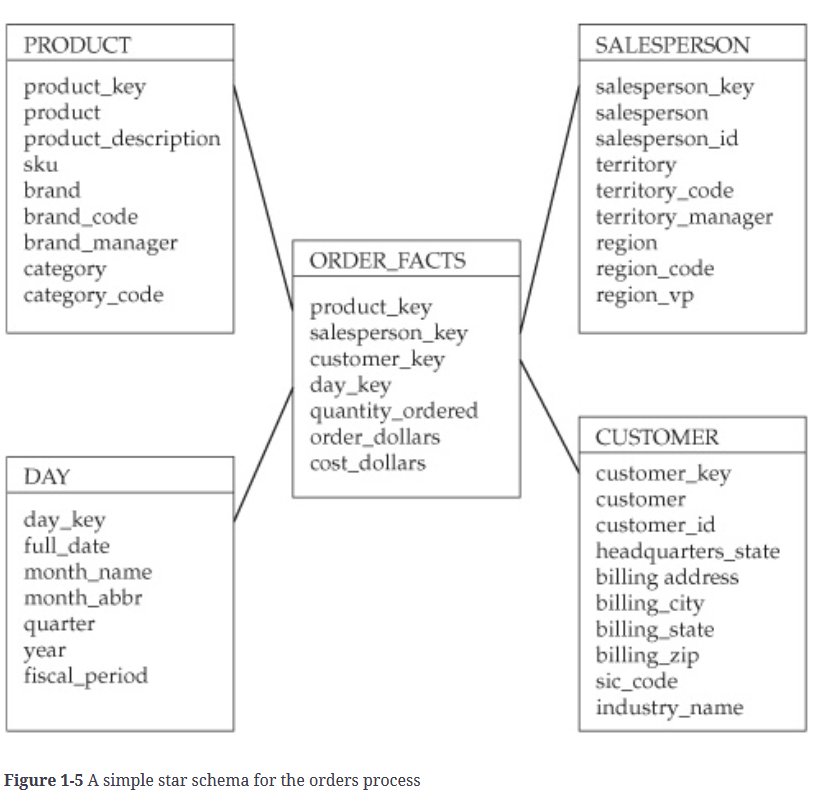 PRODUCT
product_key
product
product_description
sku
brand
brand_code
brand_manager
category
category_code
SALESPERSON
salesperson_key
salesperson
salesperson_id
territory
territory_code
territory_manager
region
region_code
region_vp
ORDER_FACTS
product_key
salesperson_key
customer_key
day_key
quantity_ordered
order_dollars
cost_dollars
DAY
day_key
full_date
month_name
month_abbr
quarter
year
fiscal_period
CUSTOMER
customer_key
customer
customer_id
headquarters_state
billing address
billing_city
billing_state
billing_zip
sic_code
industry_name
Figure 1-5 A simple star schema for the orders process